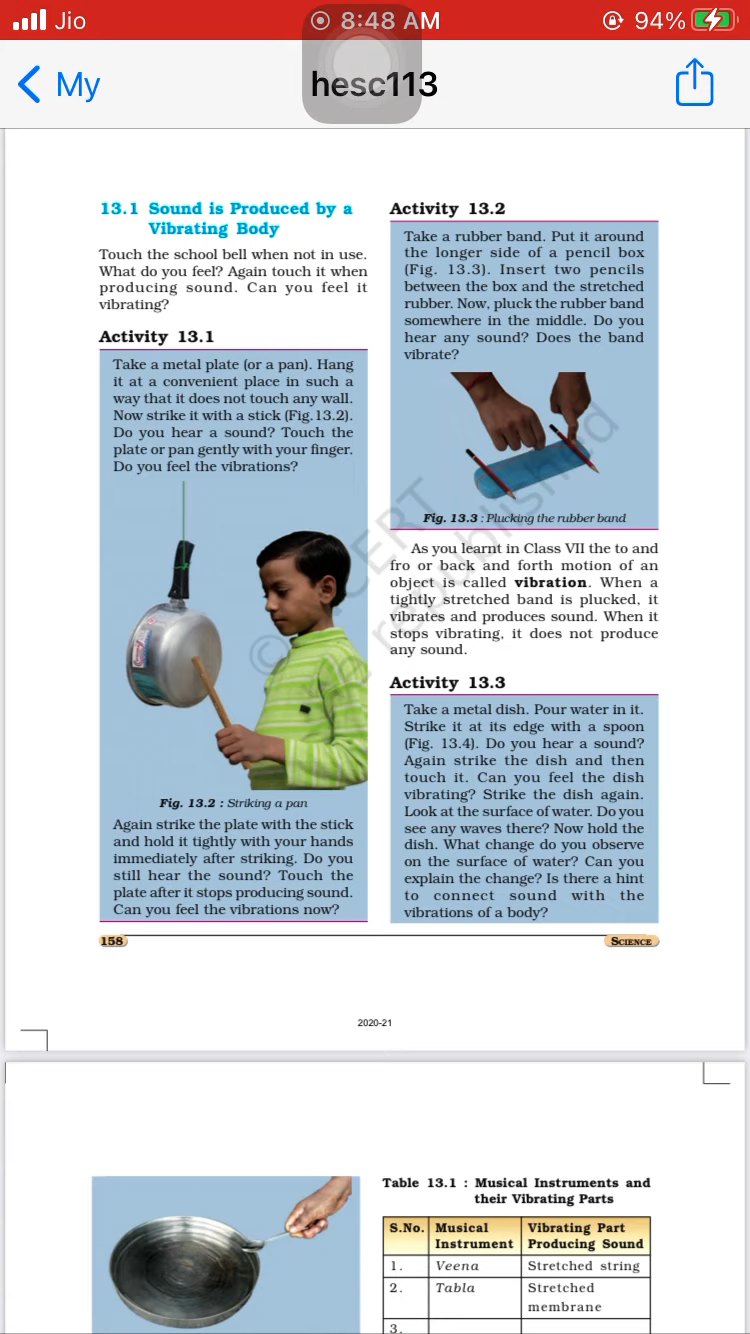 Jio
8:48 AM
94%
My
hesc113
13.1 Sound is Produced by a
Vibrating Body
Touch the school bell when not in use.
What do you feel? Again touch it when
producing sound. Can you feel it
vibrating?
Activity 13.1
Take a metal plate (or a pan). Hang
it at a convenient place in such a
way that it does not touch any wall.
Now strike it with a stick (Fig.13.2).
Do you hear a sound? Touch the
plate or pan gently with your finger.
Do you feel the vibrations?
Fig. 13.2 : Striking a pan
Again strike the plate with the stick
and hold it tightly with your hands
immediately after striking. Do you
still hear the sound? Touch the
plate after it stops producing sound.
Can you feel the vibrations now?
Activity 13.2
Take a rubber band. Put it around
the longer side of a pencil box
(Fig. 13.3). Insert two pencils
between the box and the stretched
rubber. Now, pluck the rubber band
somewhere in the middle. Do you
hear any sound? Does the band
vibrate?
Fig. 13.3 : Plucking the rubber band
As you learnt in Class VII the to and
fro or back and forth motion of an
object is called vibration. When a
tightly stretched band is plucked, it
vibrates and produces sound. When it
stops vibrating, it does not produce
any sound.
Activity 13.3
Take a metal dish. Pour water in it.
Strike it at its edge with a spoon
(Fig. 13.4). Do you hear a sound?
Again strike the dish and then
touch it. Can you feel the dish
vibrating? Strike the dish again.
Look at the surface of water. Do you
see any waves there? Now hold the
dish. What change do you observe
on the surface of water? Can you
explain the change? Is there a hint
to connect sound with the
vibrations of a body?
158
SCIENCE
2020-21
Table 13.1 : Musical Instruments and
their Vibrating Parts
S.No. Musical Instrument Vibrating Part Producing Sound
1. Veena Stretched string
2. Tabla Stretched membrane
3.